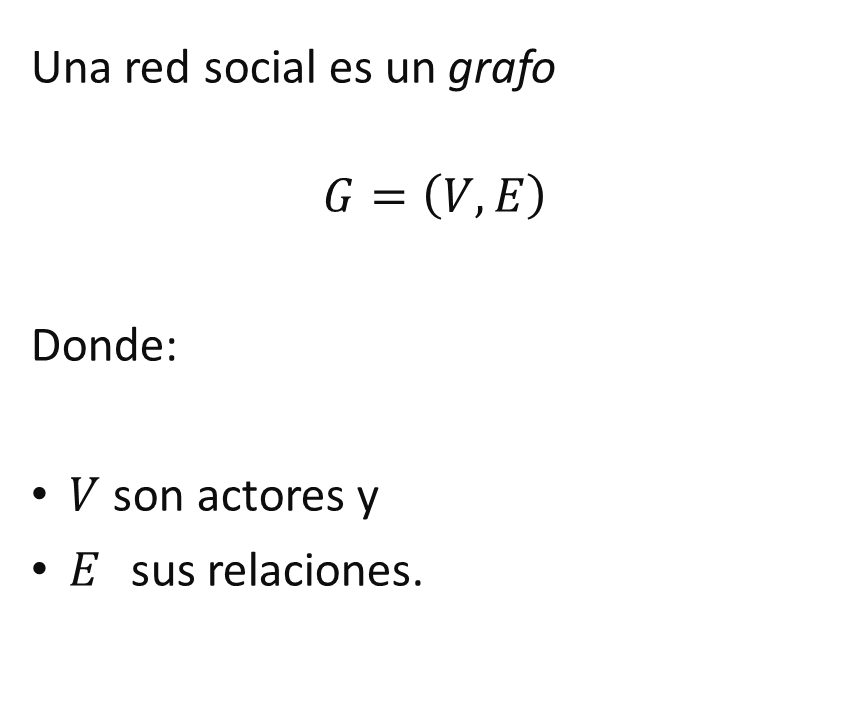 Una red social es un grafo
G = (V, E)
Donde:
• V son actores y
• E sus relaciones.